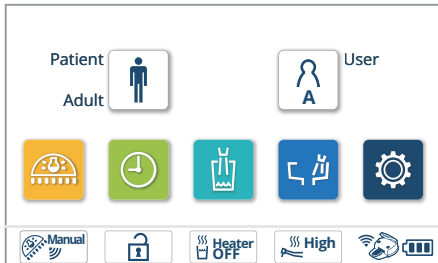 Patient
User
Adult
A
Manual
Heater
OFF
High